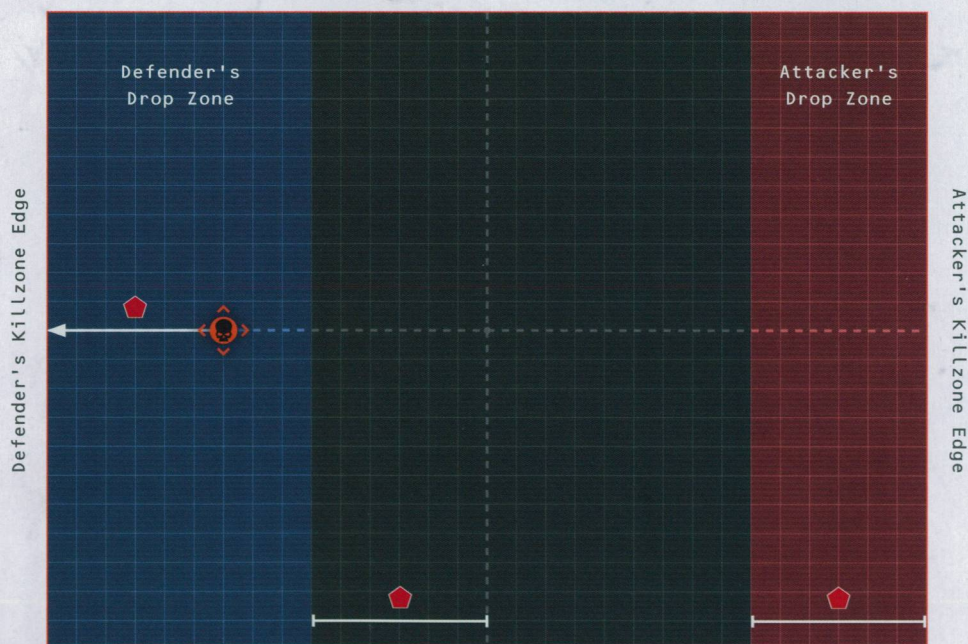 Defender's
Drop Zone
Attacker's
Drop Zone
Defender's Killzone Edge
Attacker's Killzone Edge